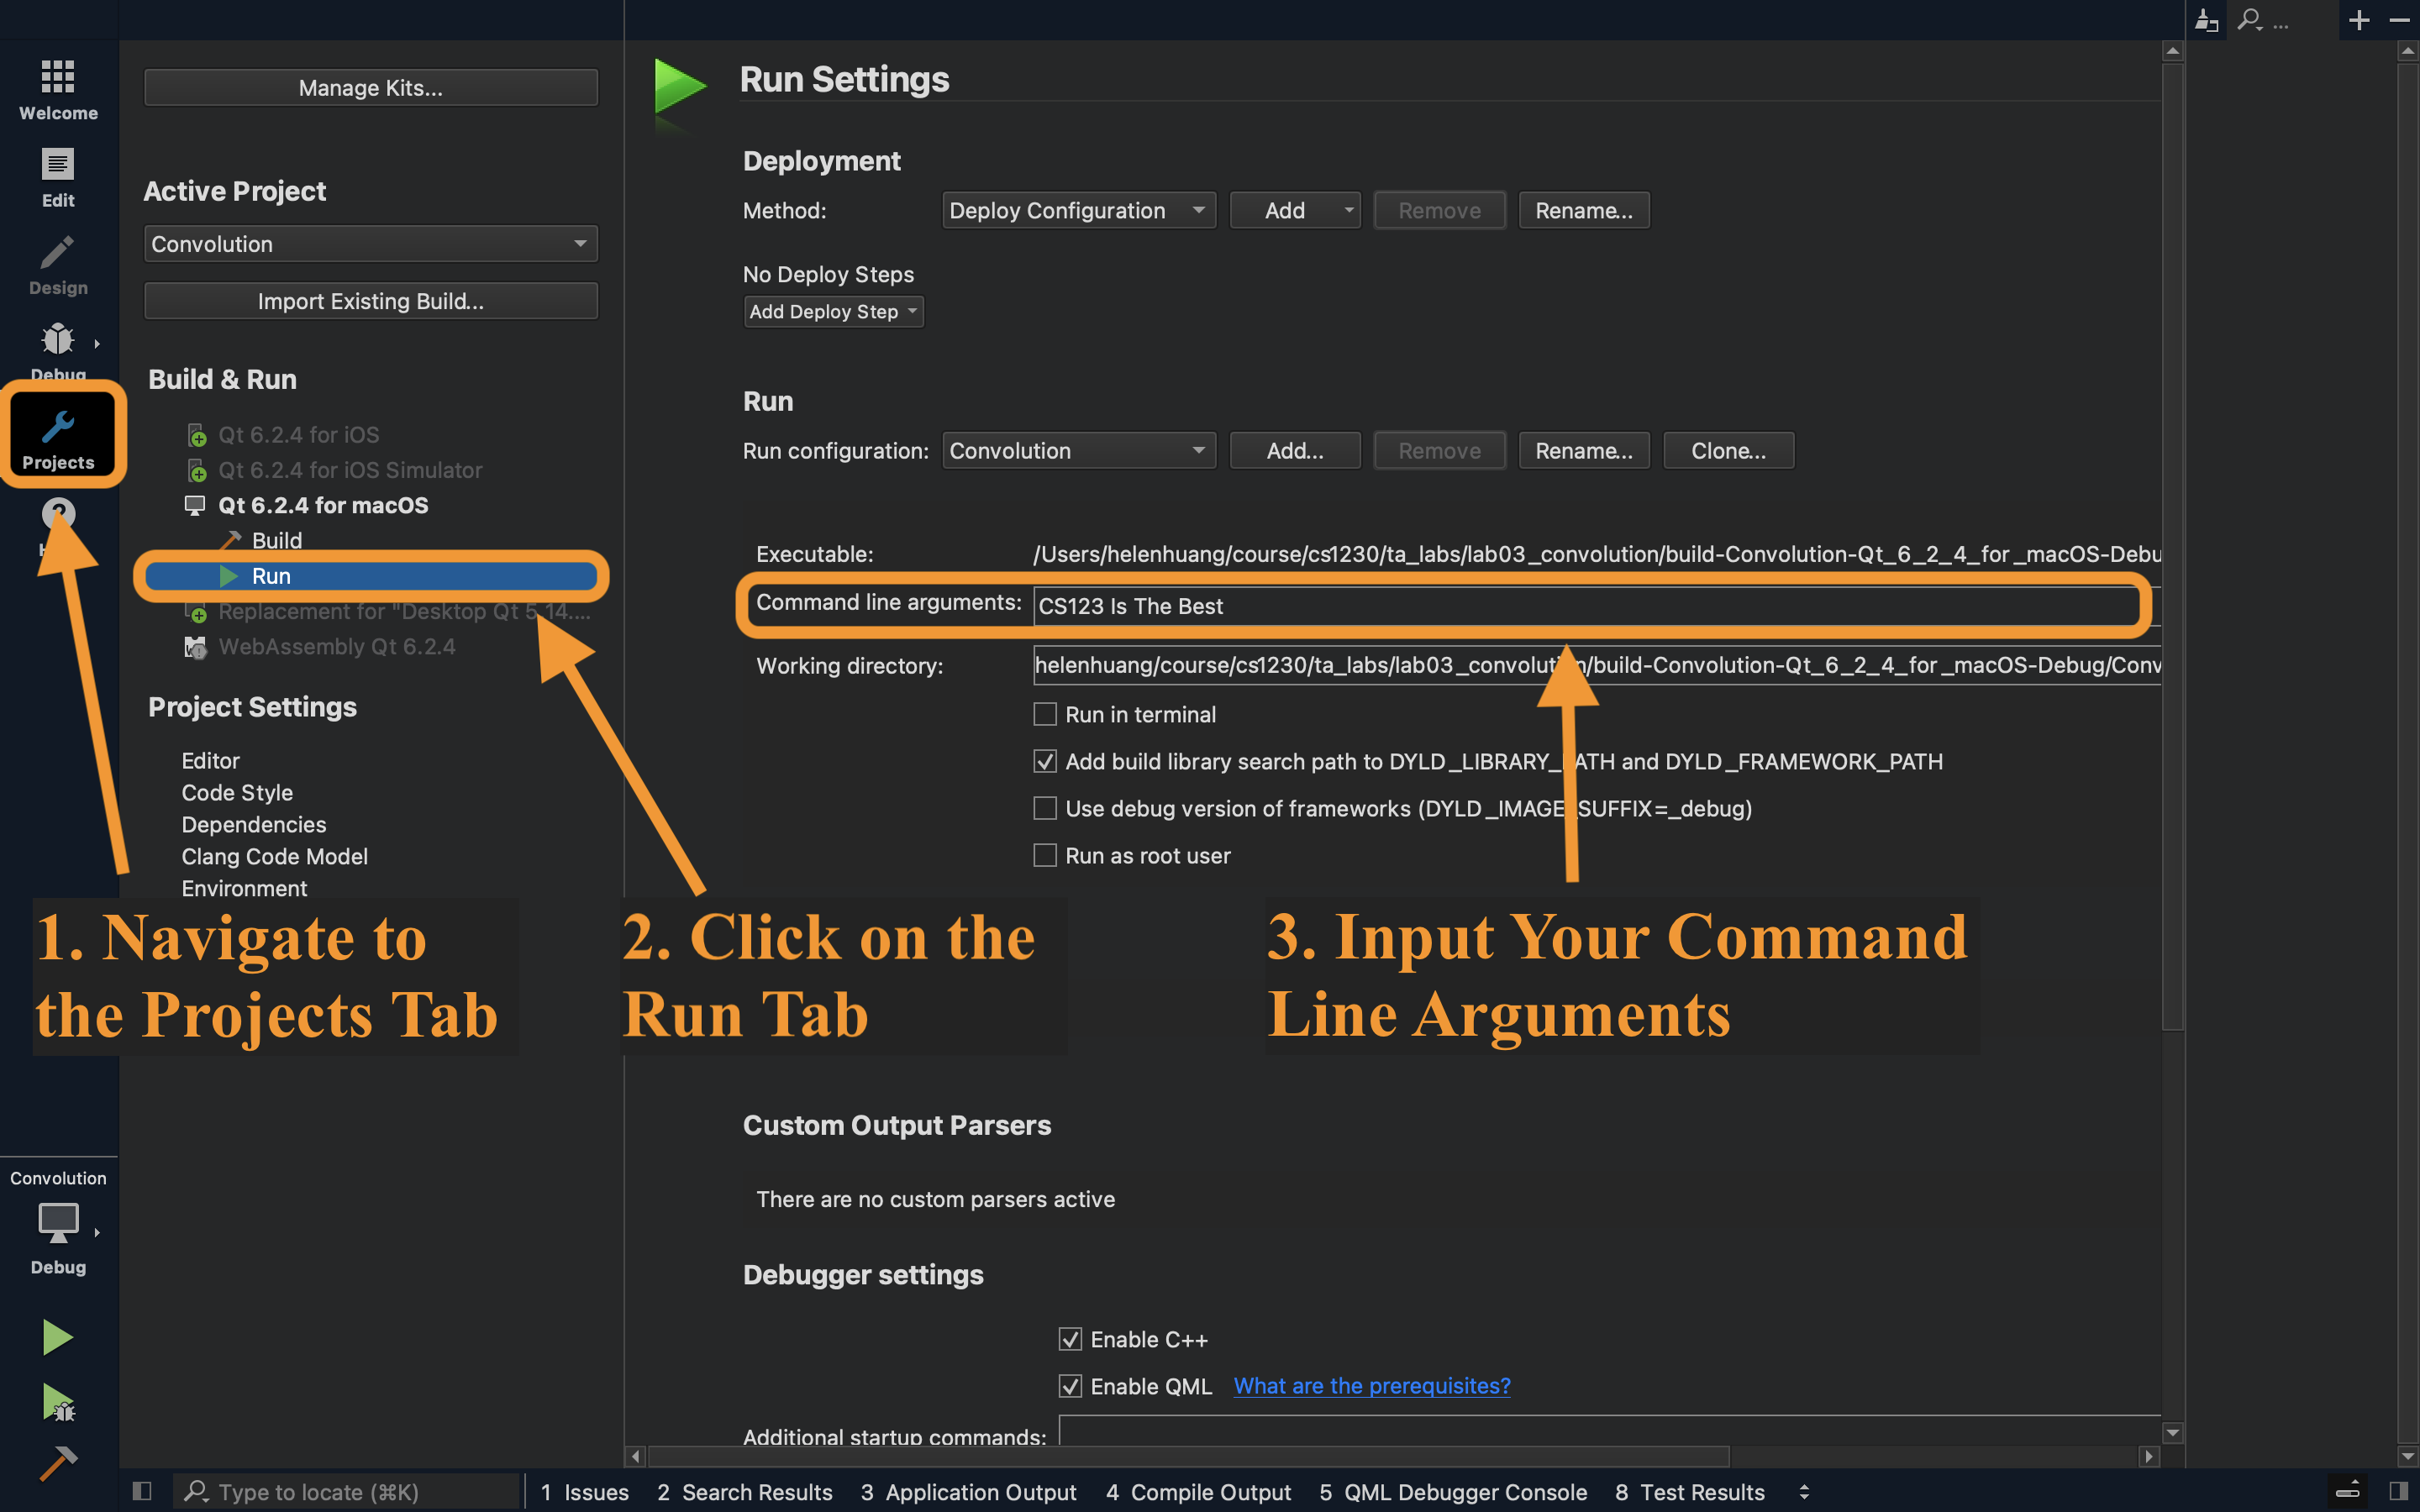 Welcome
Edit
Design
Debug
Projects
Manage Kits...
Active Project
Convolution
Import Existing Build...
Build & Run
Qt 6.2.4 for iOS
Qt 6.2.4 for iOS Simulator
Qt 6.2.4 for macOS
Build
Run
Replacement for "Desktop Qt 5.14....
WebAssembly Qt 6.2.4
Project Settings
Editor
Code Style
Dependencies
Clang Code Model
Environment
1. Navigate to
the Projects Tab
2. Click on the
Run Tab
3. Input Your Command
Line Arguments
Run Settings
Deployment
Method: Deploy Configuration Add Remove Rename...
No Deploy Steps
Add Deploy Step
Run
Run configuration: Convolution Add... Remove Rename... Clone...
Executable: /Users/helenhuang/course/cs1230/ta_labs/lab03_convolution/build-Convolution-Qt_6_2_4_for_macOS-Debu
Command line arguments: CS123 Is The Best
Working directory: helenhuang/course/cs1230/ta_labs/lab03_convolution/build-Convolution-Qt_6_2_4_for_macOS-Debug/Conv
Run in terminal
Add build library search path to DYLD_LIBRARY_PATH and DYLD_FRAMEWORK_PATH
Use debug version of frameworks (DYLD_IMAGE_SUFFIX=_debug)
Run as root user
Custom Output Parsers
There are no custom parsers active
Debugger settings
Enable C++
Enable QML What are the prerequisites?
Additional startup commands:
Convolution
Debug
Type to locate (⌘K) 1 Issues 2 Search Results 3 Application Output 4 Compile Output 5 QML Debugger Console 8 Test Results
...